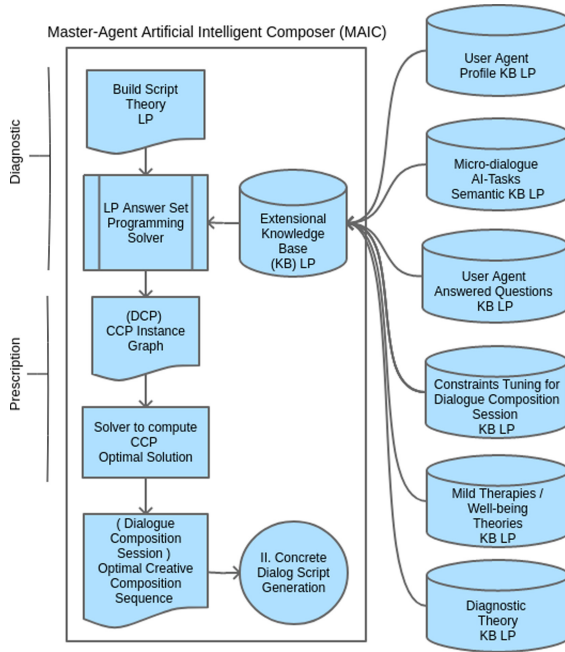 Master-Agent Artificial Intelligent Composer (MAIC)
Diagnostic
Build Script
Theory
LP
LP Answer Set
Programming
Solver
Extensional
Knowledge
Base
(KB) LP
Prescription
(DCP)
CCP Instance
Graph
Solver to compute
CCP
Optimal Solution
( Dialogue
Composition
Session )
Optimal Creative
Composition
Sequence
II. Concrete
Dialog Script
Generation
User Agent
Profile KB LP
Micro-dialogue
AI-Tasks
Semantic KB LP
User Agent
Answered Questions
KB LP
Constraints Tuning for
Dialogue Composition
Session
KB LP
Mild Therapies /
Well-being
Theories
KB LP
Diagnostic
Theory
KB LP